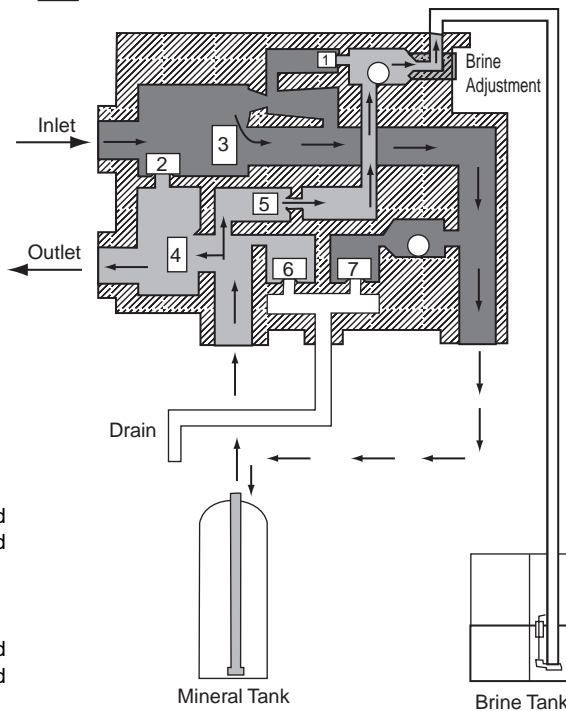 1
Brine
Adjustment
Inlet
3
2
5
Outlet
4
6
7
Drain
d
d
d
d
Mineral Tank
Brine Tank